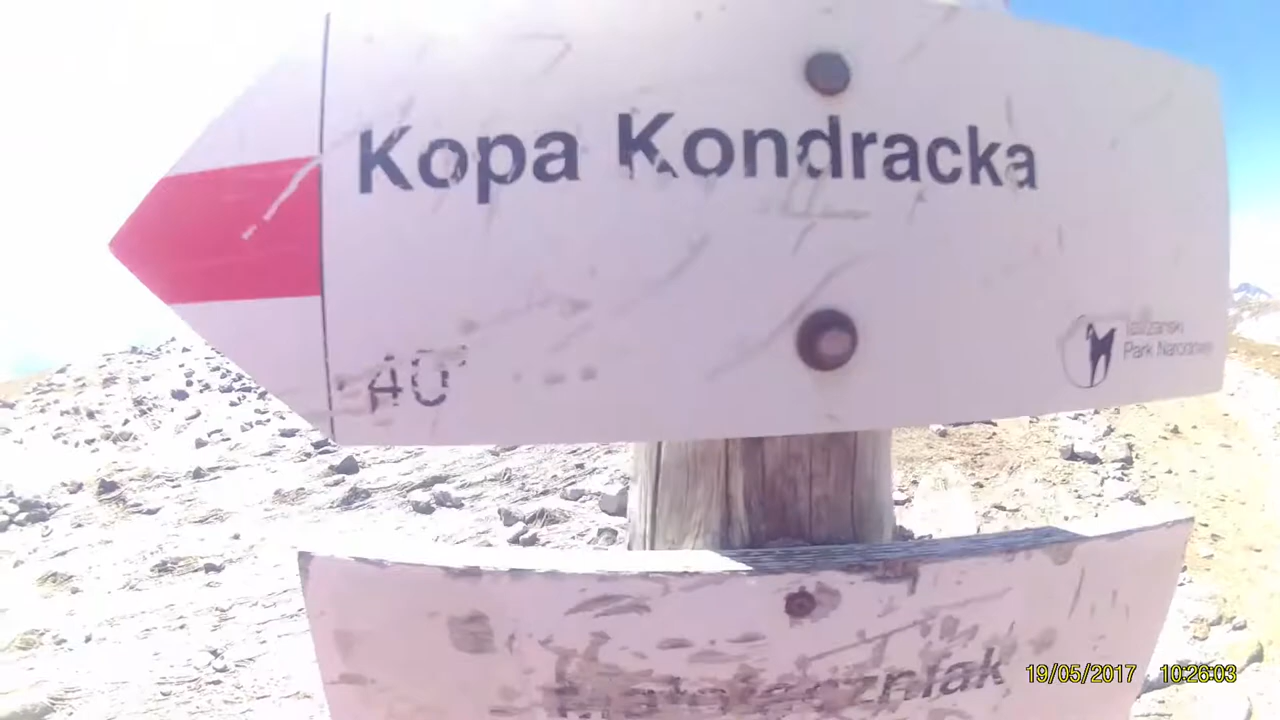 Kopa Kondracka
40'
Tatrzański
Park Narodowy
19/05/2017 10:26:03